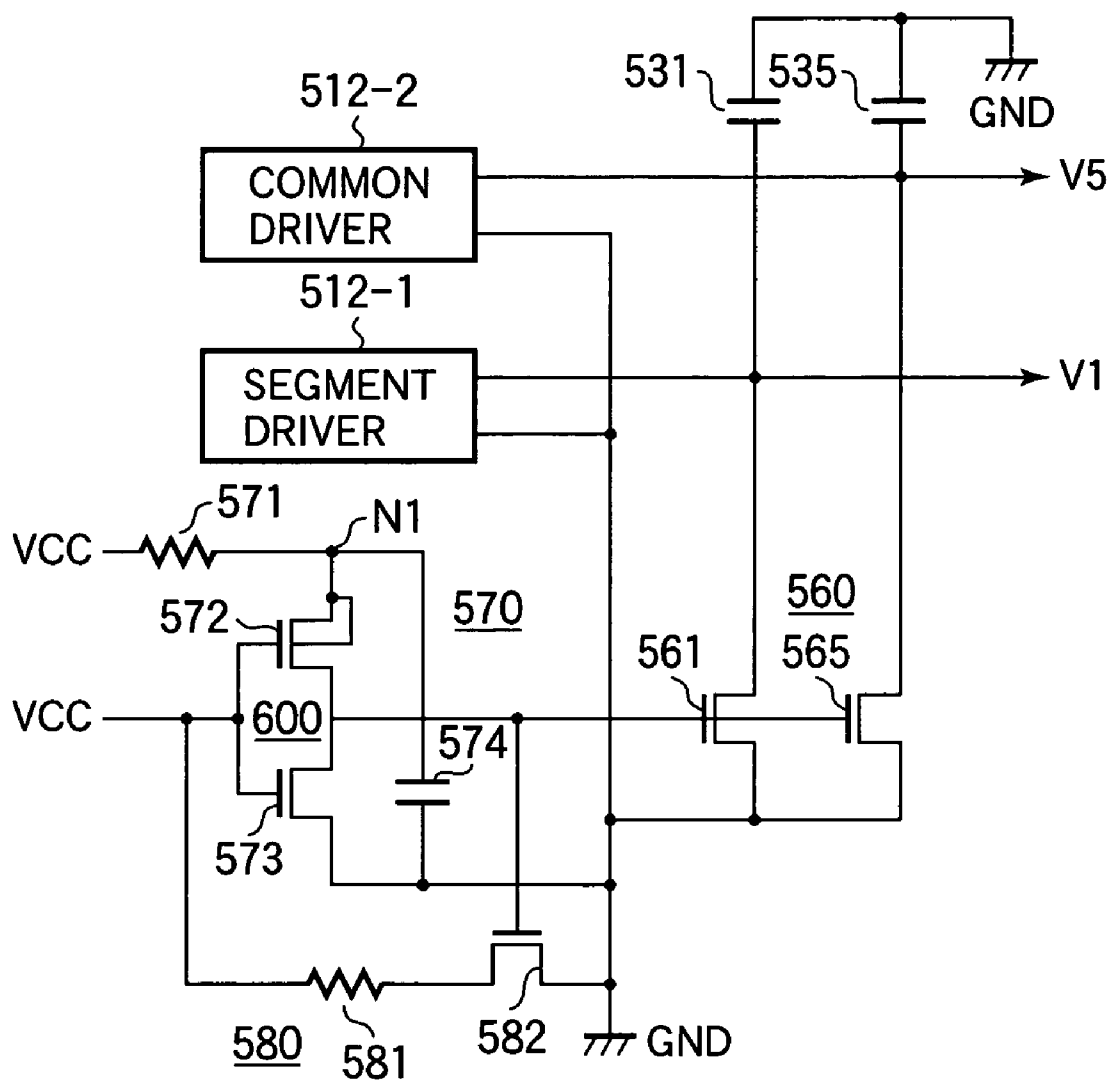 531
535
GND
512-2
COMMON
DRIVER
V5
512-1
SEGMENT
DRIVER
V1
571
N1
VCC
572
570
560
561
565
VCC
600
574
573
582
GND
580
581